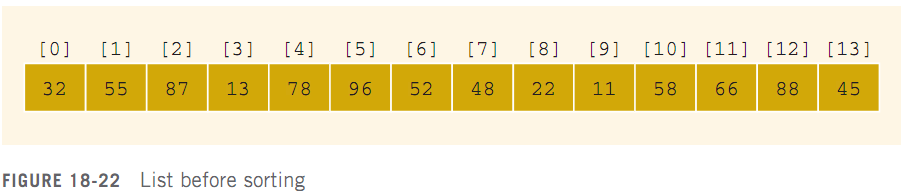 [0] [1] [2] [3] [4] [5] [6] [7] [8] [9] [10] [11] [12] [13]
32 55 87 13 78 96 52 48 22 11 58 66 88 45
FIGURE 18-22 List before sorting